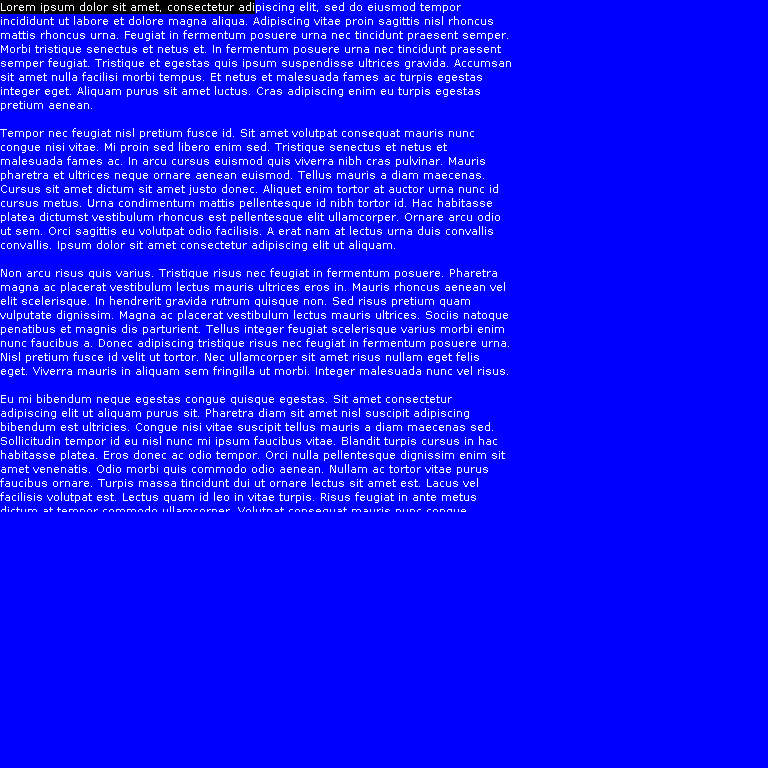 Lorem ipsum dolor sit amet, consectetur adipiscing elit, sed do eiusmod tempor
incididunt ut labore et dolore magna aliqua. Adipiscing vitae proin sagittis nisl rhoncus
mattis rhoncus urna. Feugiat in fermentum posuere urna nec tincidunt praesent semper.
Morbi tristique senectus et netus et. In fermentum posuere urna nec tincidunt praesent
semper feugiat. Tristique et egestas quis ipsum suspendisse ultrices gravida. Accumsan
sit amet nulla facilisi morbi tempus. Et netus et malesuada fames ac turpis egestas
integer eget. Aliquam purus sit amet luctus. Cras adipiscing enim eu turpis egestas
pretium aenean.
Tempor nec feugiat nisl pretium fusce id. Sit amet volutpat consequat mauris nunc
congue nisi vitae. Mi proin sed libero enim sed. Tristique senectus et netus et
malesuada fames ac. In arcu cursus euismod quis viverra nibh cras pulvinar. Mauris
pharetra et ultrices neque ornare aenean euismod. Tellus mauris a diam maecenas.
Cursus sit amet dictum sit amet justo donec. Aliquet enim tortor at auctor urna nunc id
cursus metus. Urna condimentum mattis pellentesque id nibh tortor id. Hac habitasse
platea dictumst vestibulum rhoncus est pellentesque elit ullamcorper. Ornare arcu odio
ut sem. Orci sagittis eu volutpat odio facilisis. A erat nam at lectus urna duis convallis
convallis. Ipsum dolor sit amet consectetur adipiscing elit ut aliquam.
Non arcu risus quis varius. Tristique risus nec feugiat in fermentum posuere. Pharetra
magna ac placerat vestibulum lectus mauris ultrices eros in. Mauris rhoncus aenean vel
elit scelerisque. In hendrerit gravida rutrum quisque non. Sed risus pretium quam
vulputate dignissim. Magna ac placerat vestibulum lectus mauris ultrices. Sociis natoque
penatibus et magnis dis parturient. Tellus integer feugiat scelerisque varius morbi enim
nunc faucibus a. Donec adipiscing tristique risus nec feugiat in fermentum posuere urna.
Nisl pretium fusce id velit ut tortor. Nec ullamcorper sit amet risus nullam eget felis
eget. Viverra mauris in aliquam sem fringilla ut morbi. Integer malesuada nunc vel risus.
Eu mi bibendum neque egestas congue quisque egestas. Sit amet consectetur
adipiscing elit ut aliquam purus sit. Pharetra diam sit amet nisl suscipit adipiscing
bibendum est ultricies. Congue nisi vitae suscipit tellus mauris a diam maecenas sed.
Sollicitudin tempor id eu nisl nunc mi ipsum faucibus vitae. Blandit turpis cursus in hac
habitasse platea. Eros donec ac odio tempor. Orci nulla pellentesque dignissim enim sit
amet venenatis. Odio morbi quis commodo odio aenean. Nullam ac tortor vitae purus
faucibus ornare. Turpis massa tincidunt dui ut ornare lectus sit amet est. Lacus vel
facilisis volutpat est. Lectus quam id leo in vitae turpis. Risus feugiat in ante metus
dictum at tempor commodo ullamcorper. Volutpat consequat mauris nunc congue